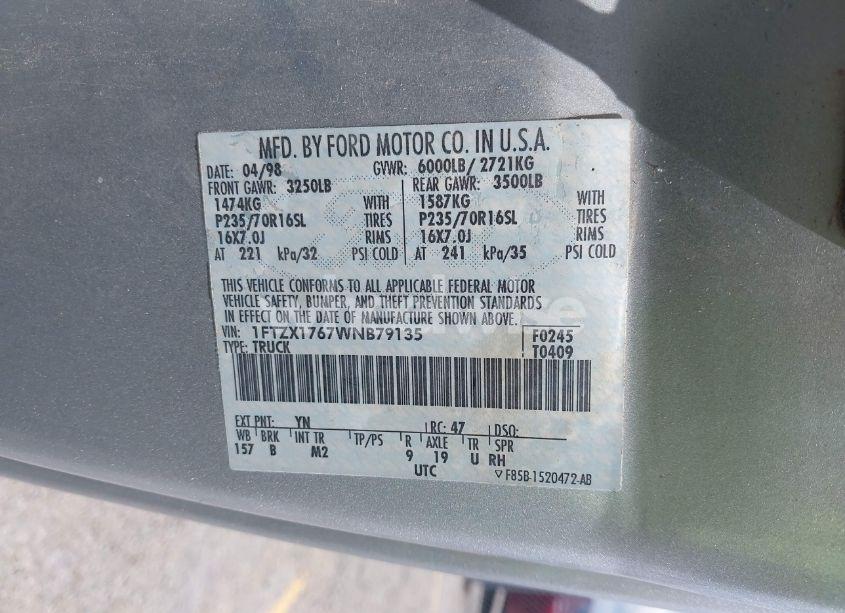 MFD. BY FORD MOTOR CO. IN U.S.A.
DATE: 04/98 GVWR: 6000LB/ 2721KG
FRONT GAWR: 3250LB REAR GAWR: 3500LB
1474KG WITH 1587KG WITH
P235/70R16SL TIRES P235/70R16SL TIRES
16X7.0J RIMS 16X7.0J RIMS
AT 221 kPa/32 PSI COLD AT 241 kPa/35 PSI COLD
THIS VEHICLE CONFORMS TO ALL APPLICABLE FEDERAL MOTOR
VEHICLE SAFETY, BUMPER, AND THEFT PREVENTION STANDARDS
IN EFFECT ON THE DATE OF MANUFACTURE SHOWN ABOVE.
VIN: 1FTZX1767WNB79135 F0245
TYPE: TRUCK T0409
EXT PNT: YN RC: 47 DSO:
WB BRK INT TR TP/PS R AXLE TR SPR
157 B M2 9 19 U RH
UTC ▽ F85B-1520472-AB